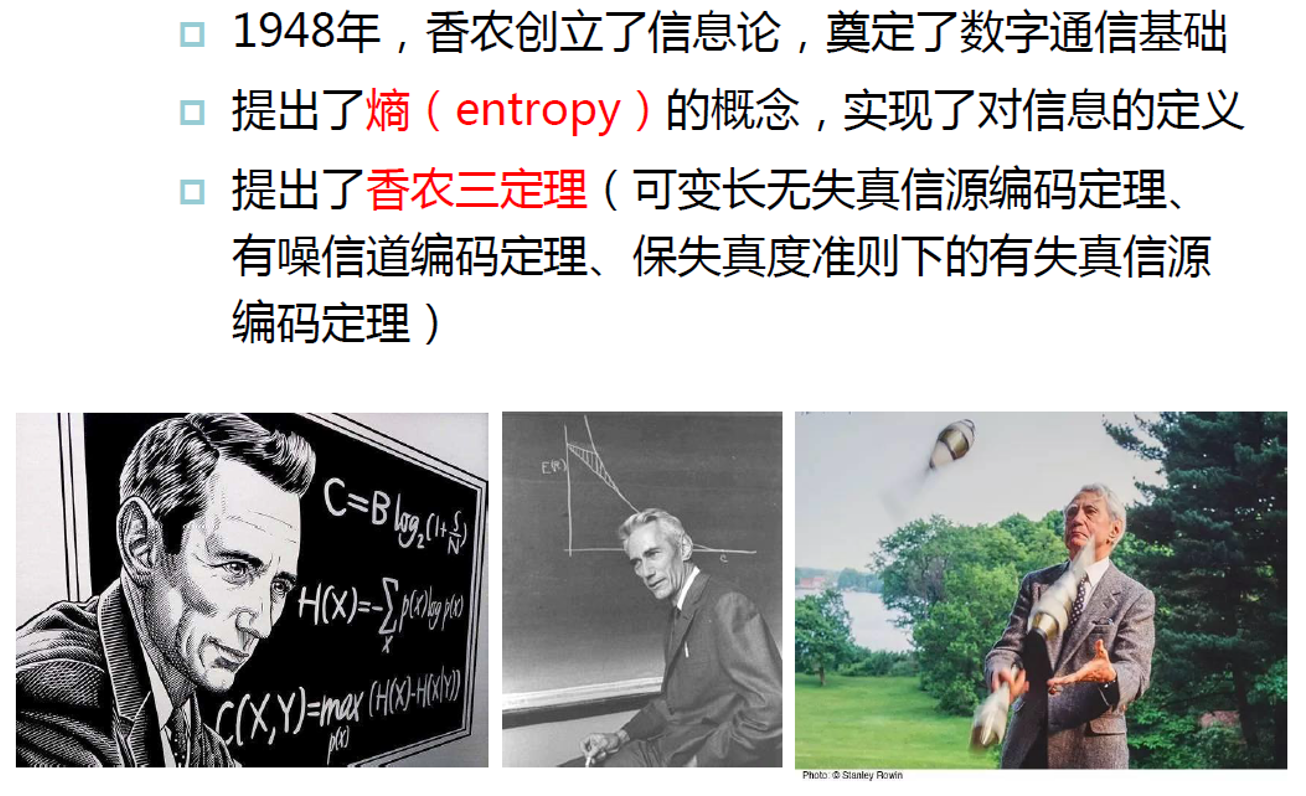 1948年，香农创立了信息论，奠定了数字通信基础
提出了熵（entropy）的概念，实现了对信息的定义
提出了香农三定理（可变长无失真信源编码定理、
有噪信道编码定理、保失真度准则下的有失真信源
编码定理）
C=B log₂(1+S/N)
H(X)=-∑ p(x)log p(x)
X
C(X,Y)=max (H(X)-H(X|Y))
p(x)
E(R)
C
Photo: © Stanley Rowin